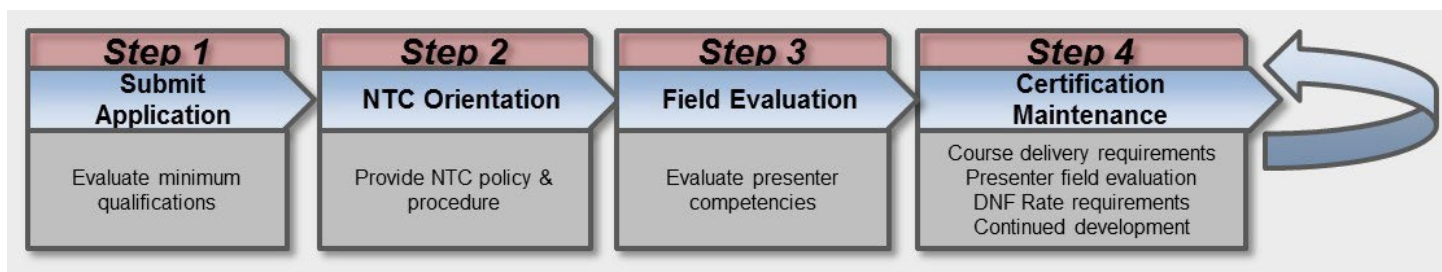 Step 1
Submit
Application
Evaluate minimum
qualifications
Step 2
NTC Orientation
Provide NTC policy &
procedure
Step 3
Field Evaluation
Evaluate presenter
competencies
Step 4
Certification
Maintenance
Course delivery requirements
Presenter field evaluation
DNF Rate requirements
Continued development